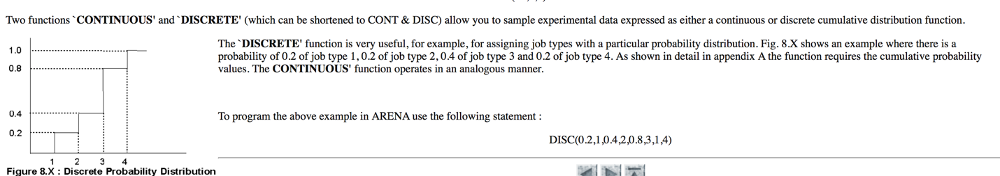 Two functions `CONTINUOUS' and `DISCRETE' (which can be shortened to CONT & DISC) allow you to sample experimental data expressed as either a continuous or discrete cumulative distribution function.
1.0
0.8
0.4
0.2
1 2 3 4
Figure 8.X : Discrete Probability Distribution
The `DISCRETE' function is very useful, for example, for assigning job types with a particular probability distribution. Fig. 8.X shows an example where there is a
probability of 0.2 of job type 1, 0.2 of job type 2, 0.4 of job type 3 and 0.2 of job type 4. As shown in detail in appendix A the function requires the cumulative probability
values. The CONTINUOUS' function operates in an analogous manner.
To program the above example in ARENA use the following statement :
DISC(0.2,1,0.4,2,0.8,3,1,4)